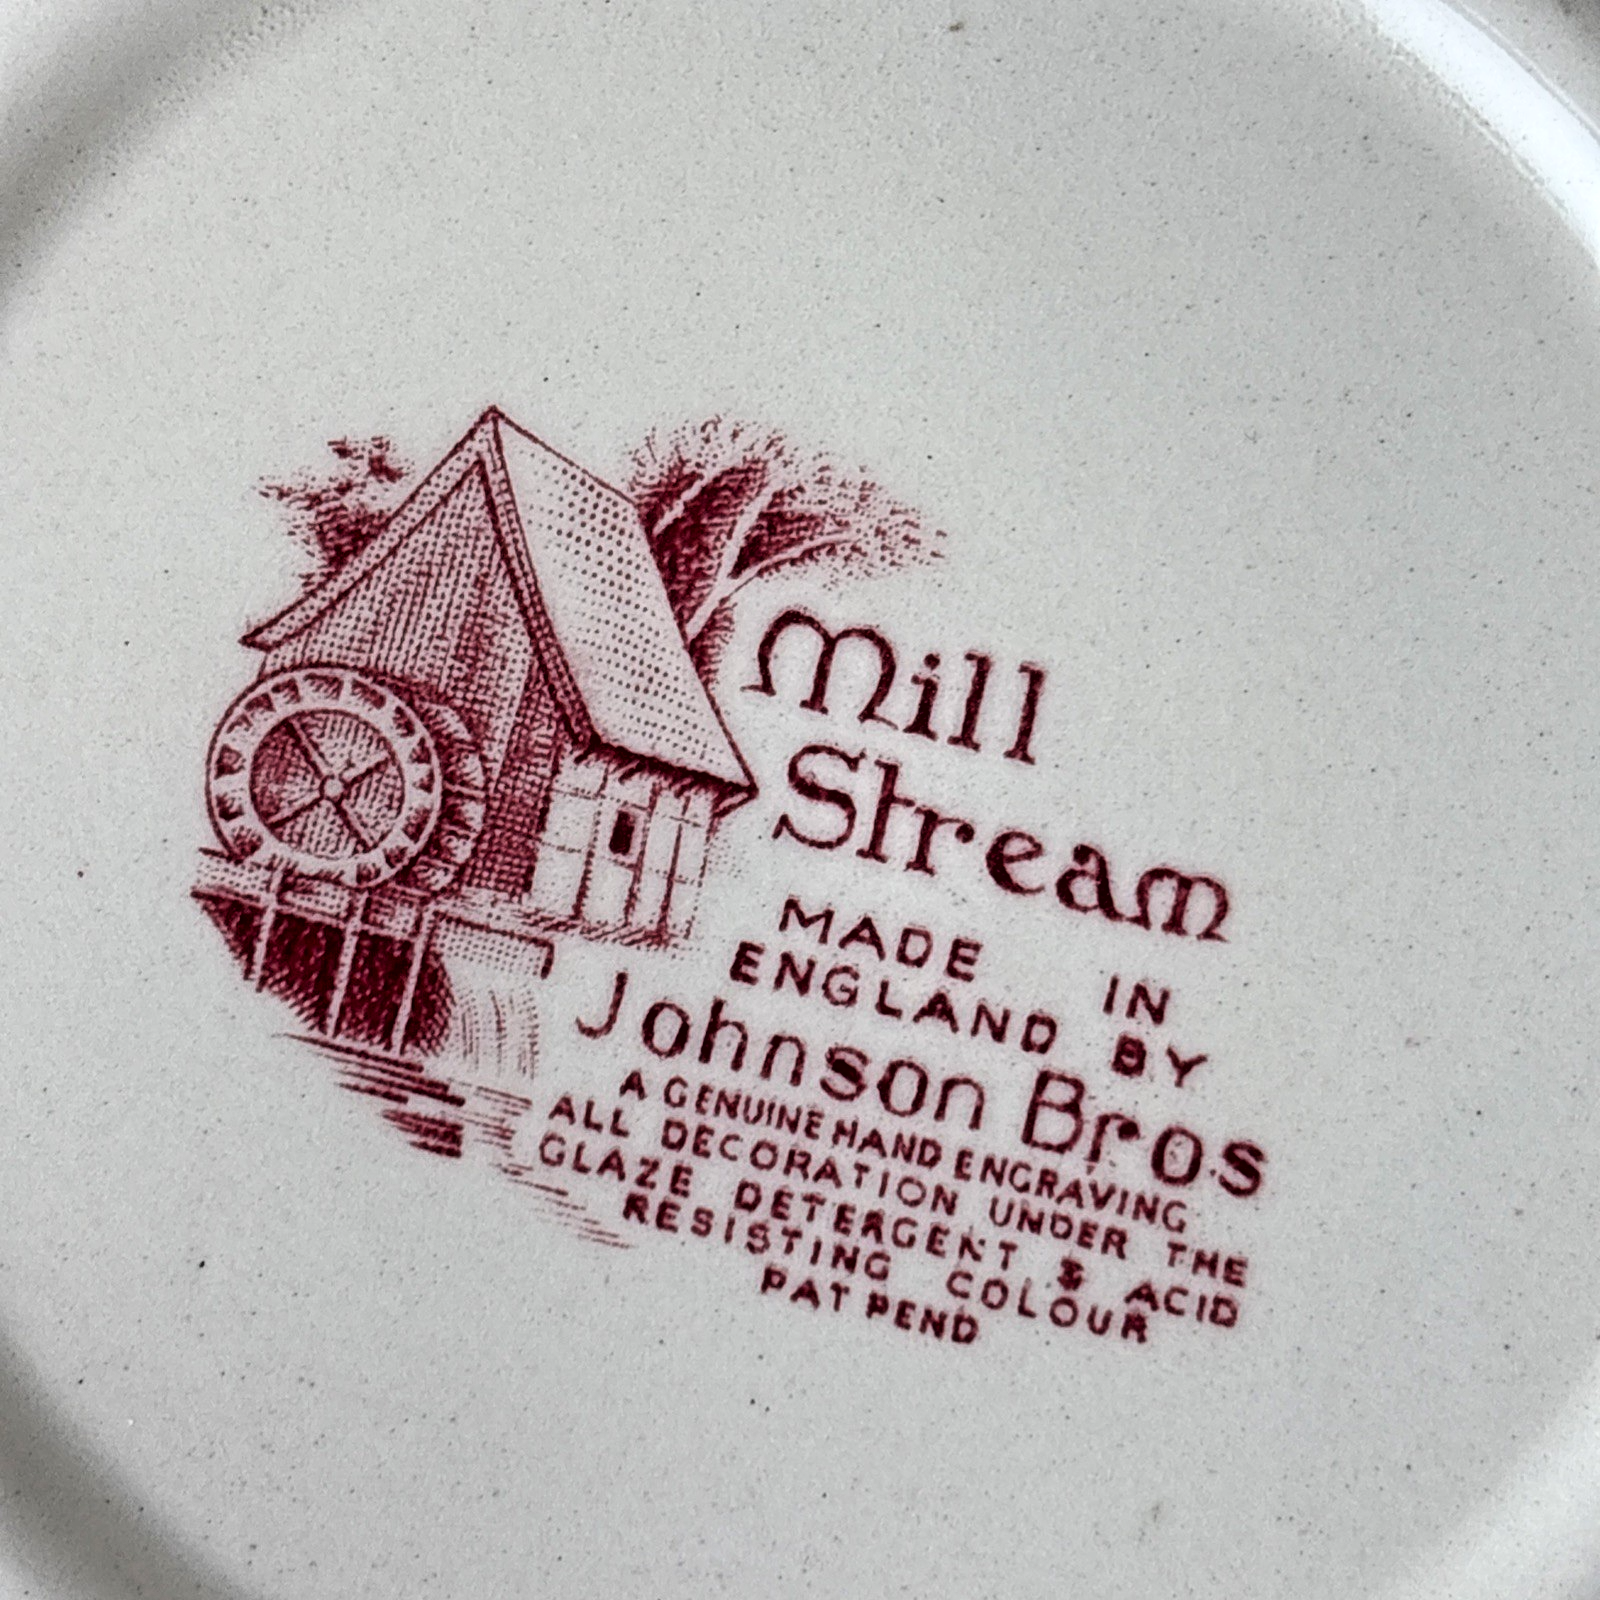 Mill
Stream
MADE IN
ENGLAND BY
Johnson Bros
A GENUINE HAND ENGRAVING
ALL DECORATION UNDER THE
GLAZE DETERGENT & ACID
RESISTING COLOUR
PAT PEND